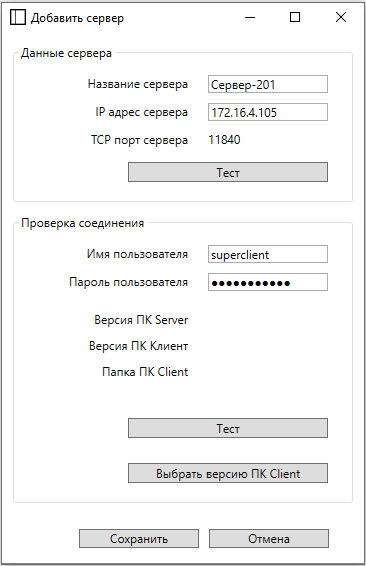 Добавить сервер
Данные сервера
Название сервера Сервер-201
IP адрес сервера 172.16.4.105
TCP порт сервера 11840
Тест
Проверка соединения
Имя пользователя superclient
Пароль пользователя ●●●●●●●●●●●
Версия ПК Server
Версия ПК Клиент
Папка ПК Client
Тест
Выбрать версию ПК Client
Сохранить Отмена